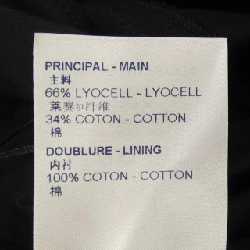 PRINCIPAL - MAIN
主料
66% LYOCELL - LYOCELL
莱赛尔纤维
34% COTON - COTTON
棉
DOUBLURE - LINING
内衬
100% COTON - COTTON
棉